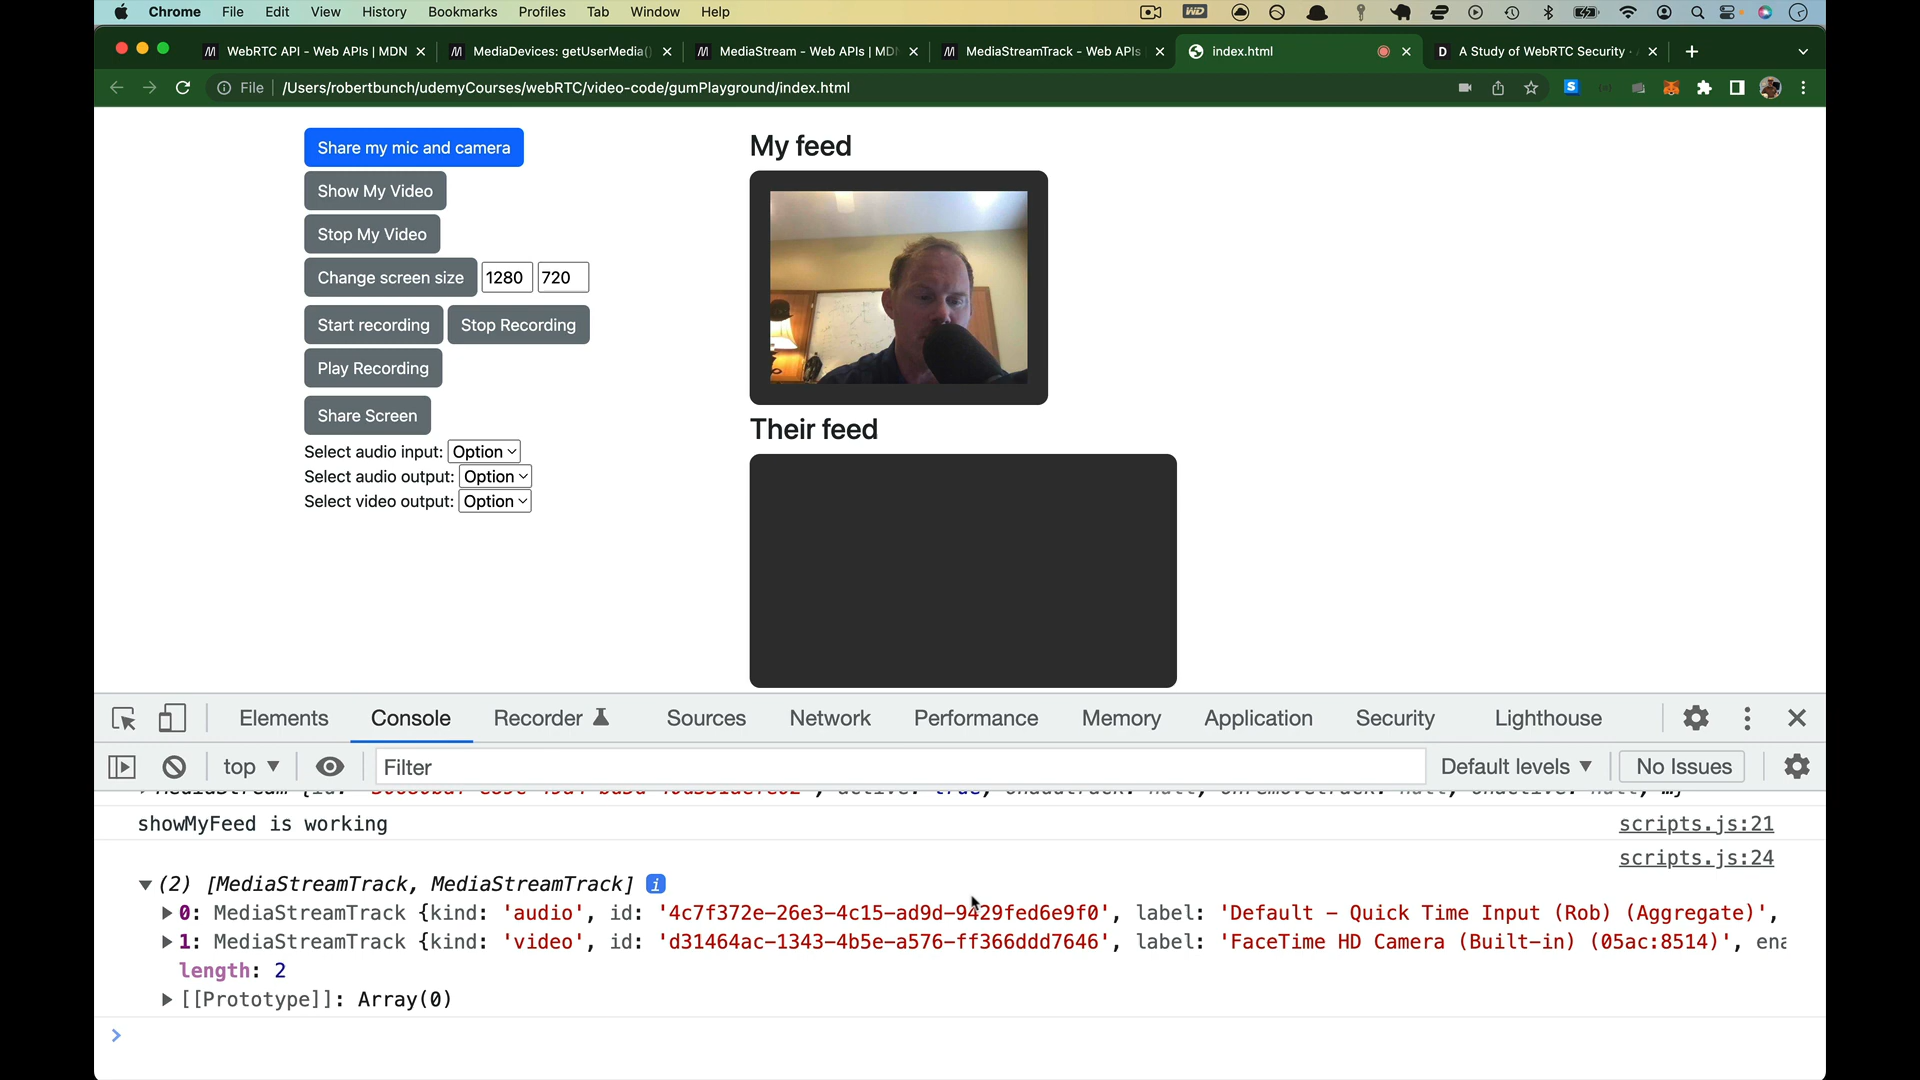 Chrome File Edit View History Bookmarks Profiles Tab Window Help
WebRTC API - Web APIs | MDN
MediaDevices: getUserMedia()
MediaStream - Web APIs | MDN
MediaStreamTrack - Web APIs
index.html
A Study of WebRTC Security ·
File /Users/robertbunch/udemyCourses/webRTC/video-code/gumPlayground/index.html
Share my mic and camera
Show My Video
Stop My Video
Change screen size 1280 720
Start recording Stop Recording
Play Recording
Share Screen
Select audio input: Option
Select audio output: Option
Select video output: Option
My feed
Their feed
Elements Console Recorder Sources Network Performance Memory Application Security Lighthouse
top Filter Default levels No Issues
showMyFeed is working scripts.js:21
scripts.js:24
(2) [MediaStreamTrack, MediaStreamTrack] i
0: MediaStreamTrack {kind: 'audio', id: '4c7f372e-26e3-4c15-ad9d-9429fed6e9f0', label: 'Default - Quick Time Input (Rob) (Aggregate)',
1: MediaStreamTrack {kind: 'video', id: 'd31464ac-1343-4b5e-a576-ff366ddd7646', label: 'FaceTime HD Camera (Built-in) (05ac:8514)', ena
length: 2
[[Prototype]]: Array(0)